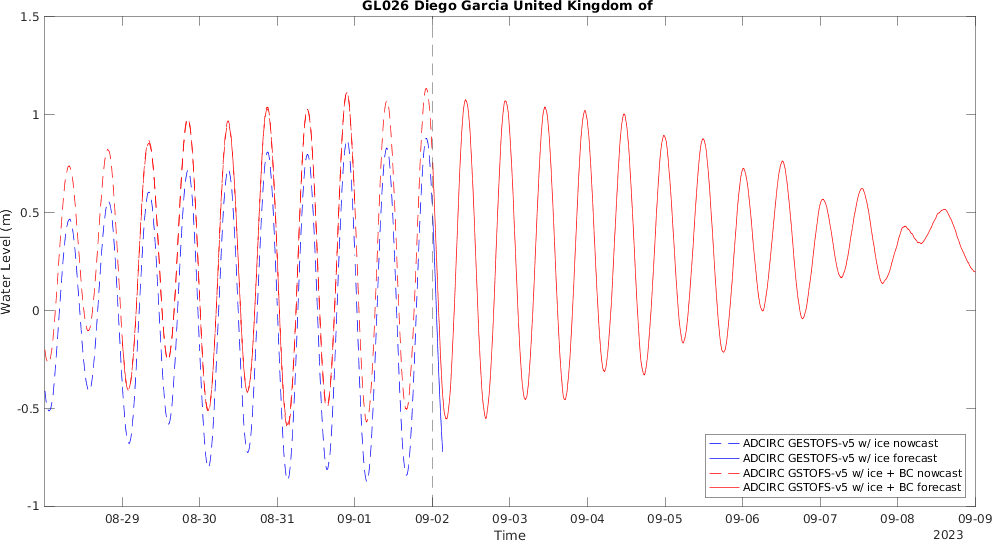 GL026 Diego Garcia United Kingdom of
1.5
1
0.5
0
-0.5
-1
Water Level (m)
08-29 08-30 08-31 09-01 09-02 09-03 09-04 09-05 09-06 09-07 09-08 09-09
Time
2023
ADCIRC GESTOFS-v5 w/ ice nowcast
ADCIRC GESTOFS-v5 w/ ice forecast
ADCIRC GSTOFS-v5 w/ ice + BC nowcast
ADCIRC GSTOFS-v5 w/ ice + BC forecast